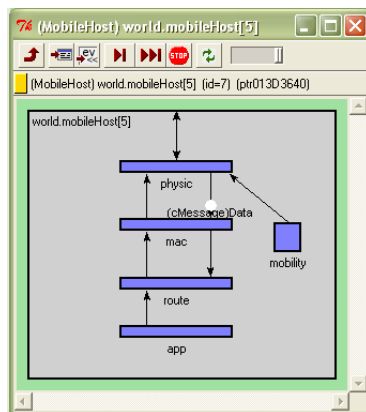 (MobileHost) world.mobileHost[5]
STOP
(MobileHost) world.mobileHost[5] (id=7) (ptr013D3640)
world.mobileHost[5]
physic
(cMessage)Data
mac
mobility
route
app